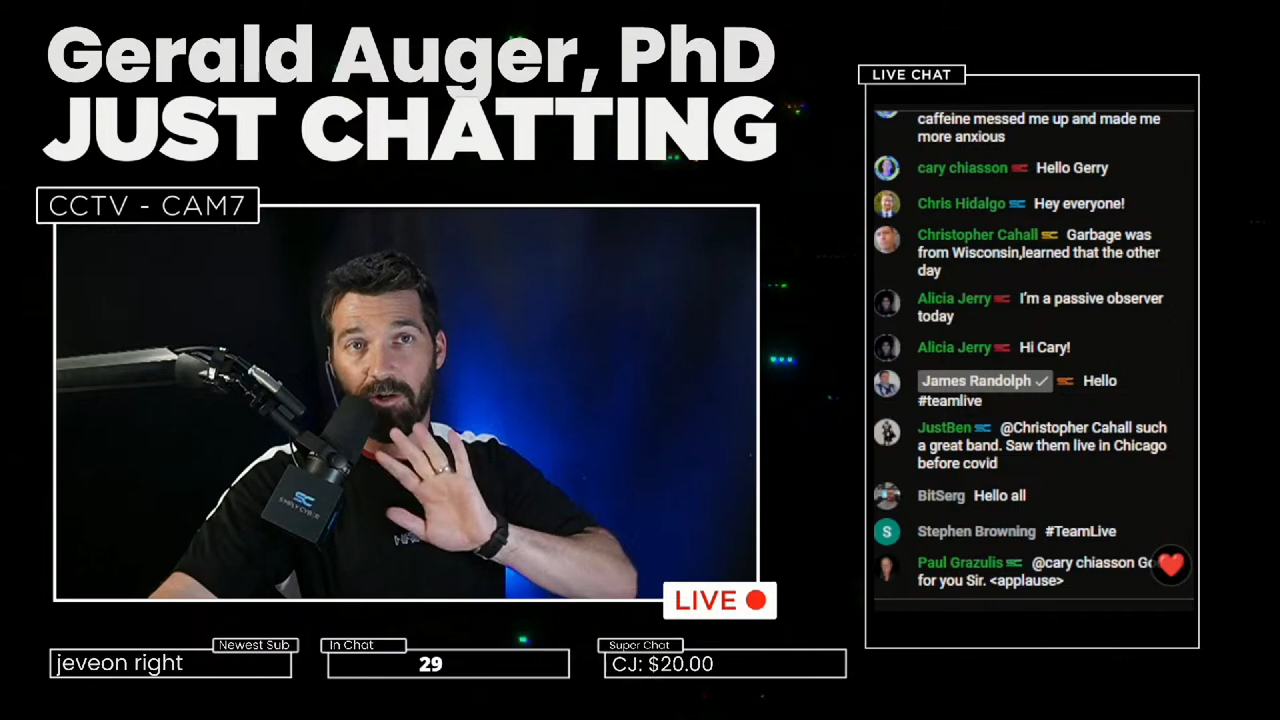 Gerald Auger, PhD
JUST CHATTING
CCTV - CAM7
SIMPLY CYBER
LIVE
Newest Sub
jeveon right
In Chat
29
Super Chat
CJ: $20.00
LIVE CHAT
caffeine messed me up and made me
more anxious
cary chiasson Hello Gerry
Chris Hidalgo Hey everyone!
Christopher Cahall Garbage was
from Wisconsin,learned that the other
day
Alicia Jerry I'm a passive observer
today
Alicia Jerry Hi Cary!
James Randolph Hello
#teamlive
JustBen @Christopher Cahall such
a great band. Saw them live in Chicago
before covid
BitSerg Hello all
S Stephen Browning #TeamLive
Paul Grazulis @cary chiasson Go
for you Sir. <applause>